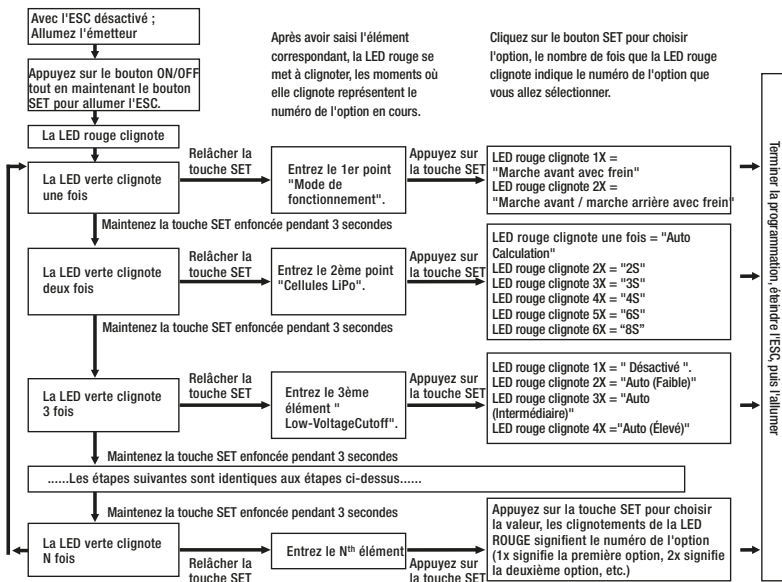 Avec l'ESC désactivé ;
Allumez l'émetteur
Appuyez sur le bouton ON/OFF
tout en maintenant le bouton
SET pour allumer l'ESC.
La LED rouge clignote
Après avoir saisi l'élément
correspondant, la LED rouge se
met à clignoter, les moments où
elle clignote représentent le
numéro de l'option en cours.
Cliquez sur le bouton SET pour choisir
l'option, le nombre de fois que la LED rouge
clignote indique le numéro de l'option que
vous allez sélectionner.
La LED verte clignote
une fois
Relâcher la
touche SET
Entrez le 1er point
"Mode de
fonctionnement".
Appuyez sur
la touche SET
LED rouge clignote 1X =
"Marche avant avec frein"
LED rouge clignote 2X =
"Marche avant / marche arrière avec frein"
Maintenez la touche SET enfoncée pendant 3 secondes
La LED verte clignote
deux fois
Relâcher la
touche SET
Entrez le 2ème point
"Cellules LiPo".
Appuyez sur
la touche SET
LED rouge clignote une fois = "Auto
Calculation"
LED rouge clignote 2X = "2S"
LED rouge clignote 3X = "3S"
LED rouge clignote 4X = "4S"
LED rouge clignote 5X = "6S"
LED rouge clignote 6X = "8S"
Maintenez la touche SET enfoncée pendant 3 secondes
La LED verte clignote
3 fois
Relâcher la
touche SET
Entrez le 3ème
élément "
Low-VoltageCutoff".
Appuyez sur
la touche SET
LED rouge clignote 1X = " Désactivé ".
LED rouge clignote 2X = "Auto (Faible)"
LED rouge clignote 3X = "Auto
(Intermédiaire)"
LED rouge clignote 4X ="Auto (Élevé)"
Maintenez la touche SET enfoncée pendant 3 secondes
......Les étapes suivantes sont identiques aux étapes ci-dessus......
Maintenez la touche SET enfoncée pendant 3 secondes
La LED verte clignote
N fois
Relâcher la
touche SET
Entrez le Nth élément
Appuyez sur
la touche SET
Appuyez sur la touche SET pour choisir
la valeur, les clignotements de la LED
ROUGE signifient le numéro de l'option
(1x signifie la première option, 2x signifie
la deuxième option, etc.)
Terminer la programmation, éteindre l'ESC, puis l'allumer